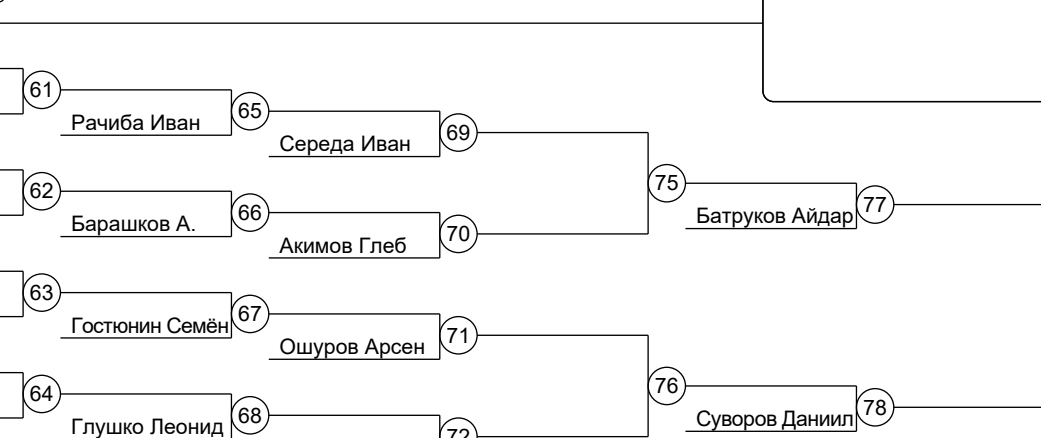 61
Рачиба Иван
65
Середа Иван
69
62
Барашков А.
66
Акимов Глеб
70
75
Батруков Айдар
77
63
Гостюнин Семён
67
Ошуров Арсен
71
64
Глушко Леонид
68
72
76
Суворов Даниил
78